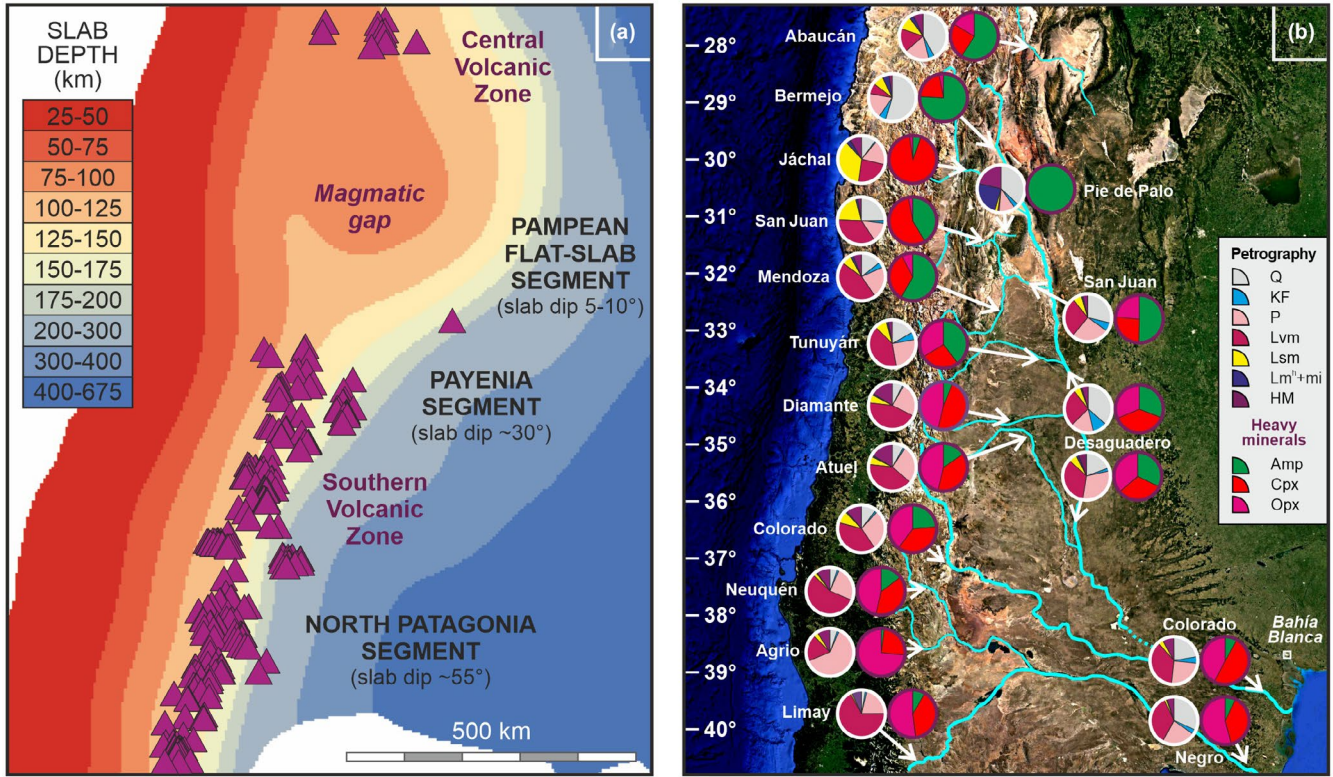 SLAB
DEPTH
(km)
25-50
50-75
75-100
100-125
125-150
150-175
175-200
200-300
300-400
400-675
(a)
Central
Volcanic
Zone
Magmatic
gap
PAMPEAN
FLAT-SLAB
SEGMENT
(slab dip 5-10°)
PAYENIA
SEGMENT
(slab dip ~30°)
Southern
Volcanic
Zone
NORTH PATAGONIA
SEGMENT
(slab dip ~55°)
500 km
(b)
28°
29°
30°
31°
32°
33°
34°
35°
36°
37°
38°
39°
40°
Abaucán
Bermejo
Jáchal
Pie de Palo
San Juan
Mendoza
San Juan
Tunuyán
Diamante
Desaguadero
Atuel
Colorado
Neuquén
Agrio
Limay
Colorado
Bahía
Blanca
Negro
Petrography
Q
KF
P
Lvm
Lsm
Lmʰ+mi
HM
Heavy
minerals
Amp
Cpx
Opx